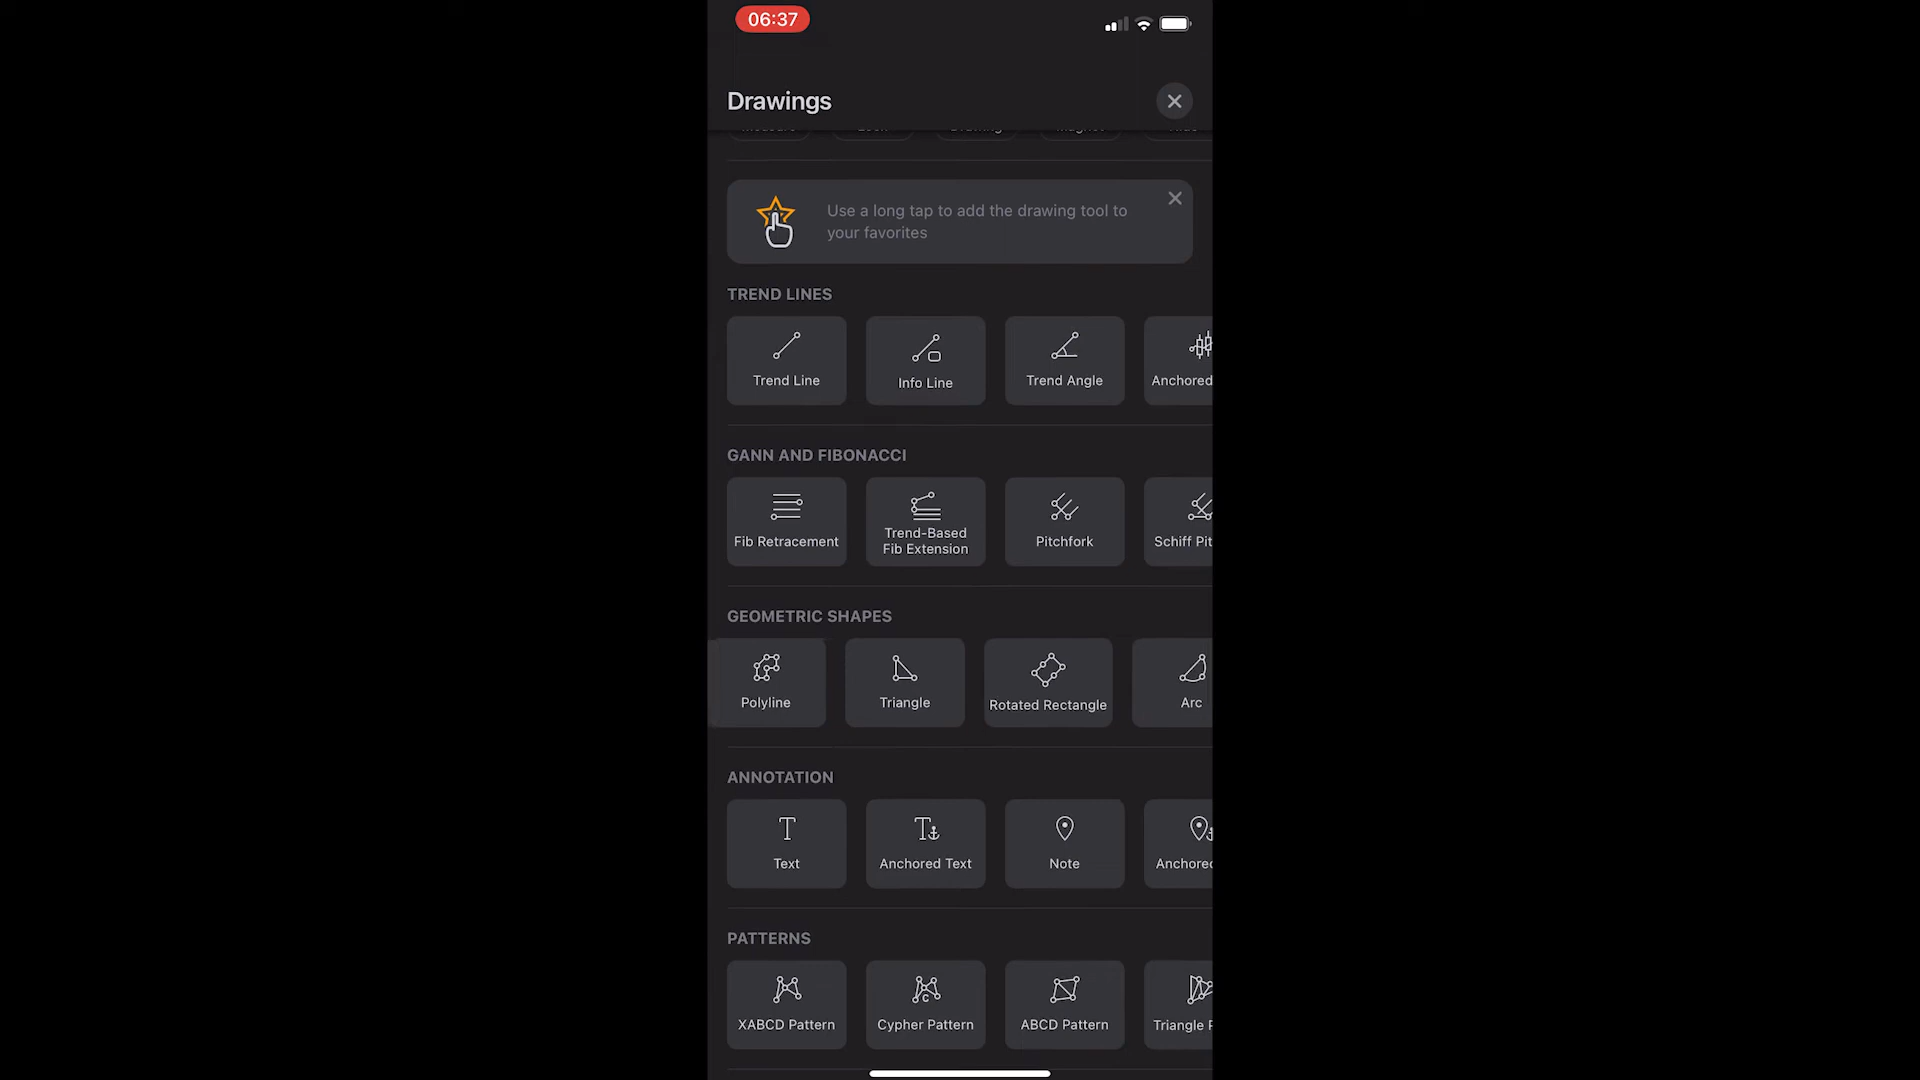 06:37
Drawings
Use a long tap to add the drawing tool to
your favorites
TREND LINES
Trend Line
Info Line
Trend Angle
Anchored
GANN AND FIBONACCI
Fib Retracement
Trend-Based
Fib Extension
Pitchfork
Schiff Pit
GEOMETRIC SHAPES
Polyline
Triangle
Rotated Rectangle
Arc
ANNOTATION
Text
Anchored Text
Note
Anchored
PATTERNS
XABCD Pattern
Cypher Pattern
ABCD Pattern
Triangle P